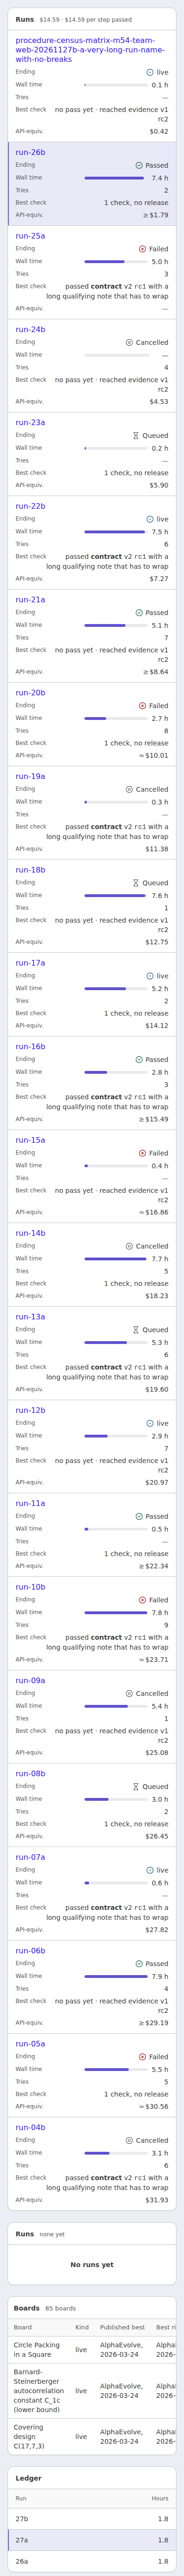 Runs $14.59 · $14.59 per step passed
procedure-census-matrix-m54-team-
web-20261127b-a-very-long-run-name-
with-no-breaks
Ending live
Wall time 0.1 h
Tries —
Best check no pass yet · reached evidence v1
rc2
API-equiv. $0.42
run-26b
Ending Passed
Wall time 7.4 h
Tries 2
Best check 1 check, no release
API-equiv. ≥ $1.79
run-25a
Ending Failed
Wall time 5.0 h
Tries 3
Best check passed contract v2 rc1 with a
long qualifying note that has to wrap
API-equiv. —
run-24b
Ending Cancelled
Wall time —
Tries 4
Best check no pass yet · reached evidence v1
rc2
API-equiv. $4.53
run-23a
Ending Queued
Wall time 0.2 h
Tries —
Best check 1 check, no release
API-equiv. $5.90
run-22b
Ending live
Wall time 7.5 h
Tries 6
Best check passed contract v2 rc1 with a
long qualifying note that has to wrap
API-equiv. $7.27
run-21a
Ending Passed
Wall time 5.1 h
Tries 7
Best check no pass yet · reached evidence v1
rc2
API-equiv. ≥ $8.64
run-20b
Ending Failed
Wall time 2.7 h
Tries 8
Best check 1 check, no release
API-equiv. ≈ $10.01
run-19a
Ending Cancelled
Wall time 0.3 h
Tries —
Best check passed contract v2 rc1 with a
long qualifying note that has to wrap
API-equiv. $11.38
run-18b
Ending Queued
Wall time 7.6 h
Tries 1
Best check no pass yet · reached evidence v1
rc2
API-equiv. $12.75
run-17a
Ending live
Wall time 5.2 h
Tries 2
Best check 1 check, no release
API-equiv. $14.12
run-16b
Ending Passed
Wall time 2.8 h
Tries 3
Best check passed contract v2 rc1 with a
long qualifying note that has to wrap
API-equiv. ≥ $15.49
run-15a
Ending Failed
Wall time 0.4 h
Tries —
Best check no pass yet · reached evidence v1
rc2
API-equiv. ≈ $16.86
run-14b
Ending Cancelled
Wall time 7.7 h
Tries 5
Best check 1 check, no release
API-equiv. $18.23
run-13a
Ending Queued
Wall time 5.3 h
Tries 6
Best check passed contract v2 rc1 with a
long qualifying note that has to wrap
API-equiv. $19.60
run-12b
Ending live
Wall time 2.9 h
Tries 7
Best check no pass yet · reached evidence v1
rc2
API-equiv. $20.97
run-11a
Ending Passed
Wall time 0.5 h
Tries —
Best check 1 check, no release
API-equiv. ≥ $22.34
run-10b
Ending Failed
Wall time 7.8 h
Tries 9
Best check passed contract v2 rc1 with a
long qualifying note that has to wrap
API-equiv. ≈ $23.71
run-09a
Ending Cancelled
Wall time 5.4 h
Tries 1
Best check no pass yet · reached evidence v1
rc2
API-equiv. $25.08
run-08b
Ending Queued
Wall time 3.0 h
Tries 2
Best check 1 check, no release
API-equiv. $26.45
run-07a
Ending live
Wall time 0.6 h
Tries —
Best check passed contract v2 rc1 with a
long qualifying note that has to wrap
API-equiv. $27.82
run-06b
Ending Passed
Wall time 7.9 h
Tries 4
Best check no pass yet · reached evidence v1
rc2
API-equiv. ≥ $29.19
run-05a
Ending Failed
Wall time 5.5 h
Tries 5
Best check 1 check, no release
API-equiv. ≈ $30.56
run-04b
Ending Cancelled
Wall time 3.1 h
Tries 6
Best check passed contract v2 rc1 with a
long qualifying note that has to wrap
API-equiv. $31.93
Runs none yet
No runs yet
Boards 85 boards
Board Kind Published best Best ri
Circle Packing
in a Square live AlphaEvolve,
2026-03-24 Alpha
2026-
Barnard-
Steinerberger
autocorrelation
constant C_1c
(lower bound) live AlphaEvolve,
2026-03-24 Alpha
2026-
Covering
design
C(17,7,3) live AlphaEvolve,
2026-03-24 Alpha
2026-
Ledger
Run Hours
27b 1.8
27a 1.8
26a 1.8